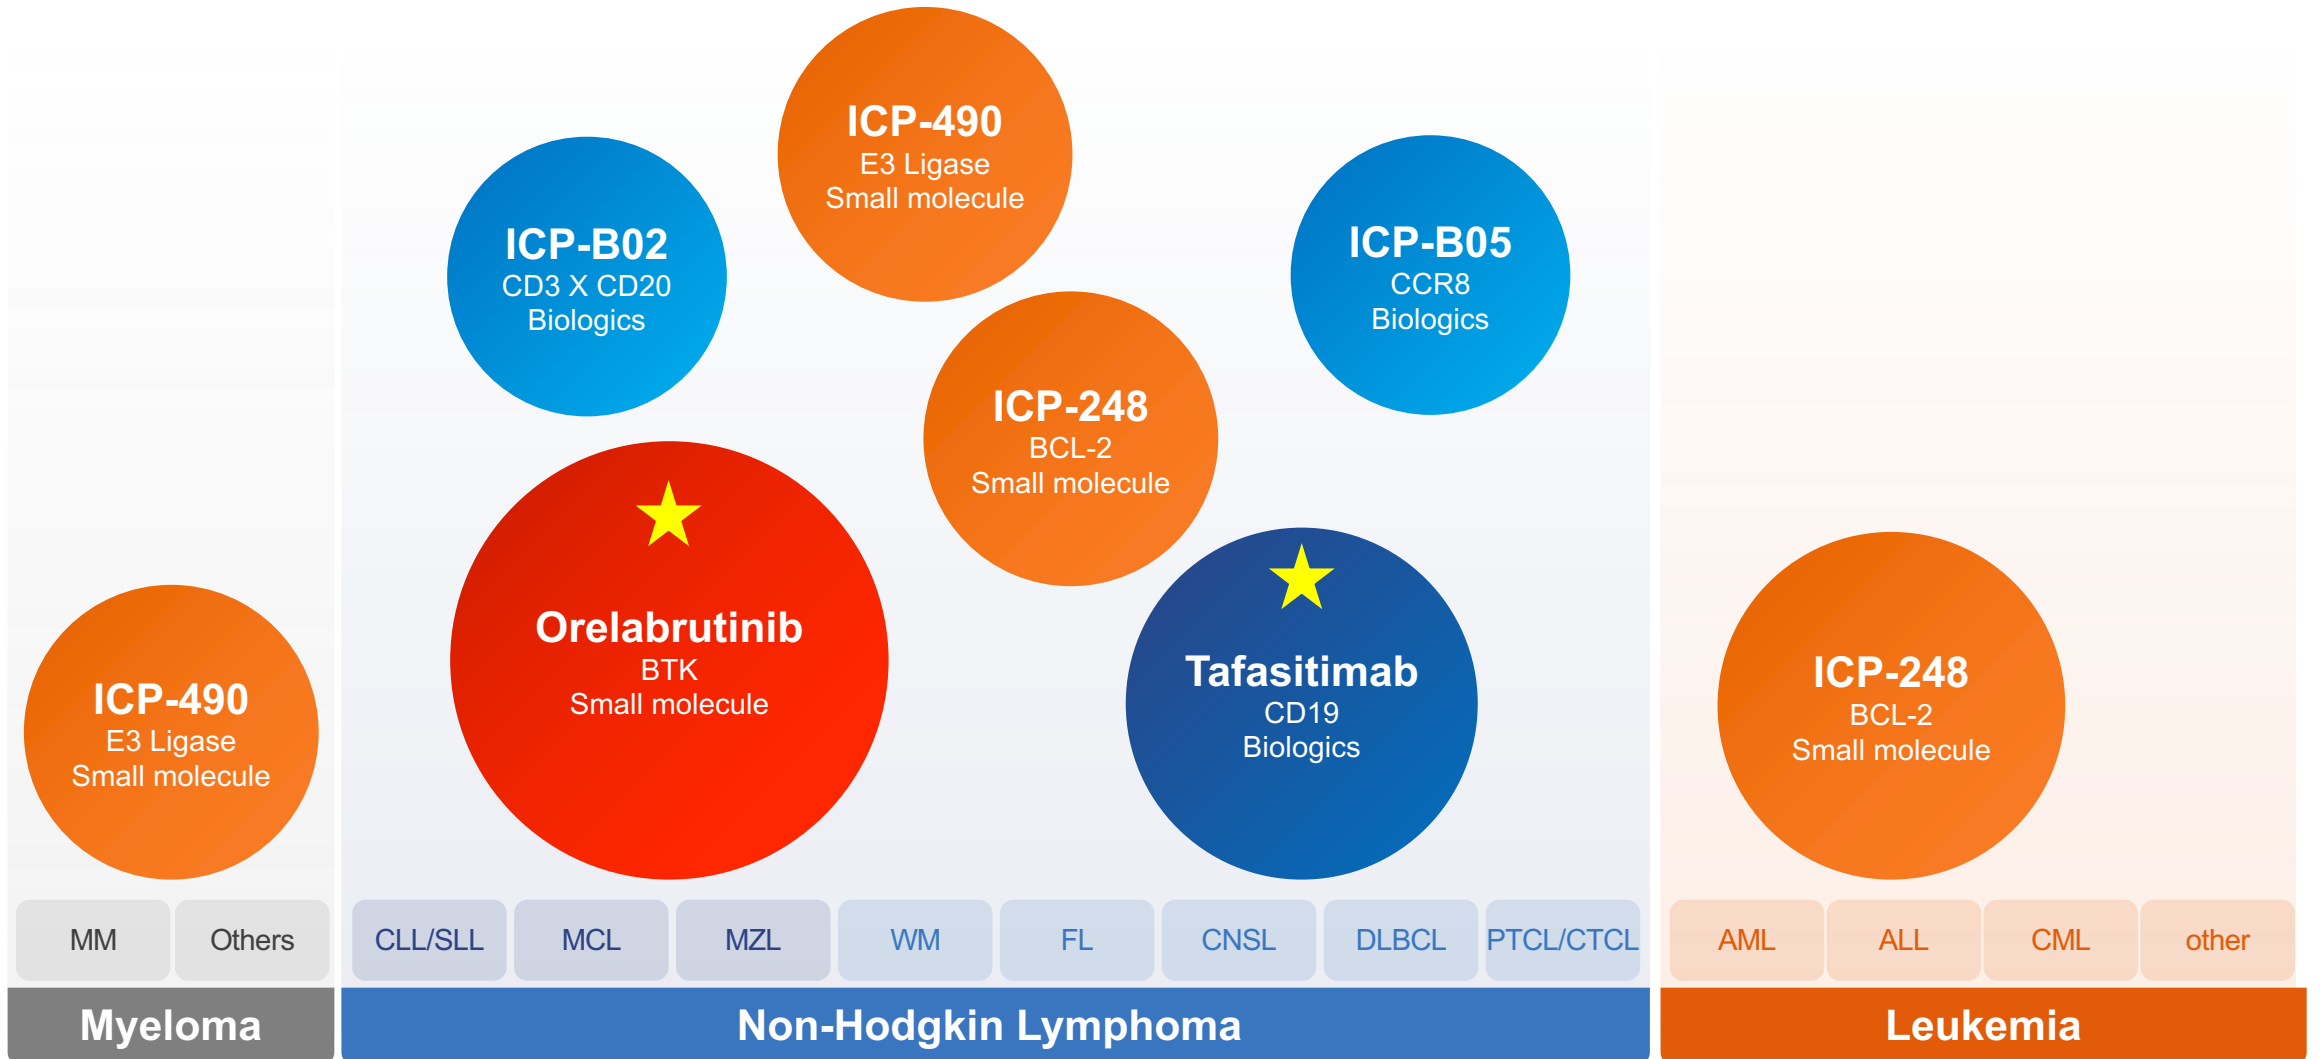 ICP-490
E3 Ligase
Small molecule
ICP-B02
CD3 X CD20
Biologics
ICP-B05
CCR8
Biologics
ICP-248
BCL-2
Small molecule
Orelabrutinib
BTK
Small molecule
Tafasitimab
CD19
Biologics
ICP-490
E3 Ligase
Small molecule
ICP-248
BCL-2
Small molecule
MM
Others
CLL/SLL
MCL
MZL
WM
FL
CNSL
DLBCL
PTCL/CTCL
AML
ALL
CML
other
Myeloma
Non-Hodgkin Lymphoma
Leukemia